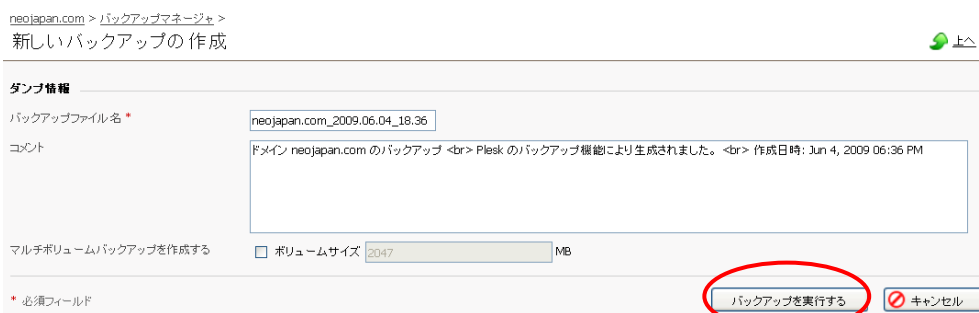 neojapan.com > バックアップマネージャ >
新しいバックアップの作成
上へ
ダンプ情報
バックアップファイル名 *
neojapan.com_2009.06.04_18.36
コメント
ドメイン neojapan.com のバックアップ <br> Plesk のバックアップ機能により生成されました。 <br> 作成日時: Jun 4, 2009 06:36 PM
マルチボリュームバックアップを作成する
ボリュームサイズ 2047 MB
* 必須フィールド
バックアップを実行する
キャンセル